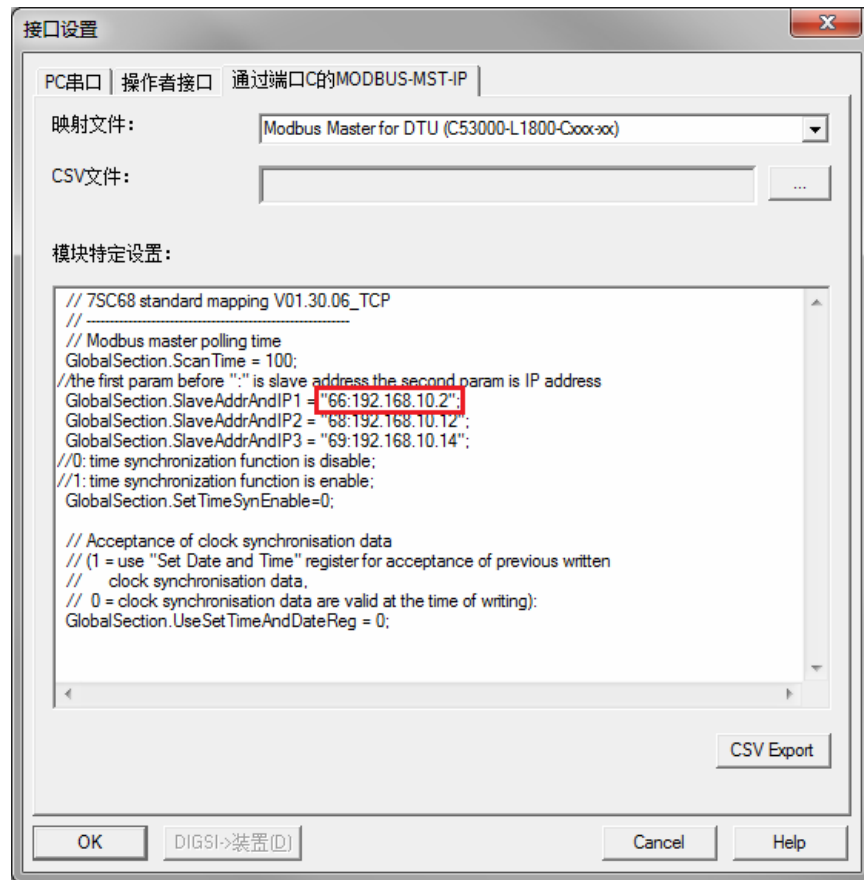 接口设置
PC串口 操作者接口 通过端口C的MODBUS-MST-IP
映射文件: Modbus Master for DTU (C53000-L1800-Cxxx-xx)
CSV文件: ...
模块特定设置:
// 7SC68 standard mapping V01.30.06_TCP
// ------------------------------------------------------
// Modbus master polling time
GlobalSection.ScanTime = 100;
//the first param before ":" is slave address the second param is IP address
GlobalSection.SlaveAddrAndIP1 = "66:192.168.10.2";
GlobalSection.SlaveAddrAndIP2 = "68:192.168.10.12";
GlobalSection.SlaveAddrAndIP3 = "69:192.168.10.14";
//0: time synchronization function is disable;
//1: time synchronization function is enable;
GlobalSection.SetTimeSynEnable=0;
// Acceptance of clock synchronisation data
// (1 = use "Set Date and Time" register for acceptance of previous written
// clock synchronisation data,
// 0 = clock synchronisation data are valid at the time of writing):
GlobalSection.UseSetTimeAndDateReg = 0;
CSV Export
OK DIGSI->装置(D) Cancel Help